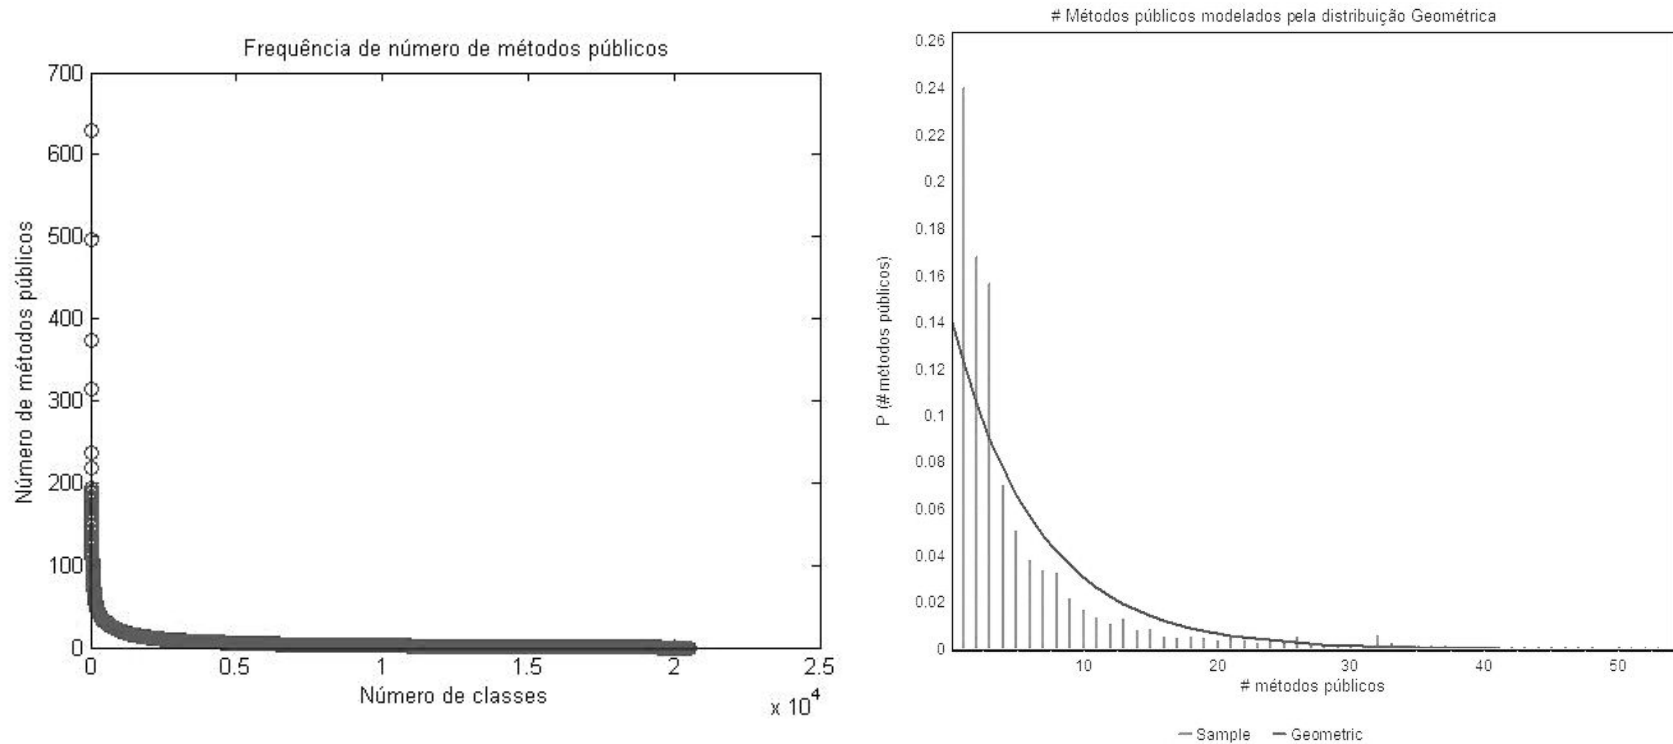 Frequência de número de métodos públicos
700
600
500
400
300
200
100
0
Número de métodos públicos
0 0.5 1 1.5 2 2.5
Número de classes
x 10^4
# Métodos públicos modelados pela distribuição Geométrica
0.26
0.24
0.22
0.2
0.18
0.16
0.14
0.12
0.1
0.08
0.06
0.04
0.02
0
P (# métodos públicos)
10 20 30 40 50
# métodos públicos
Sample Geometric